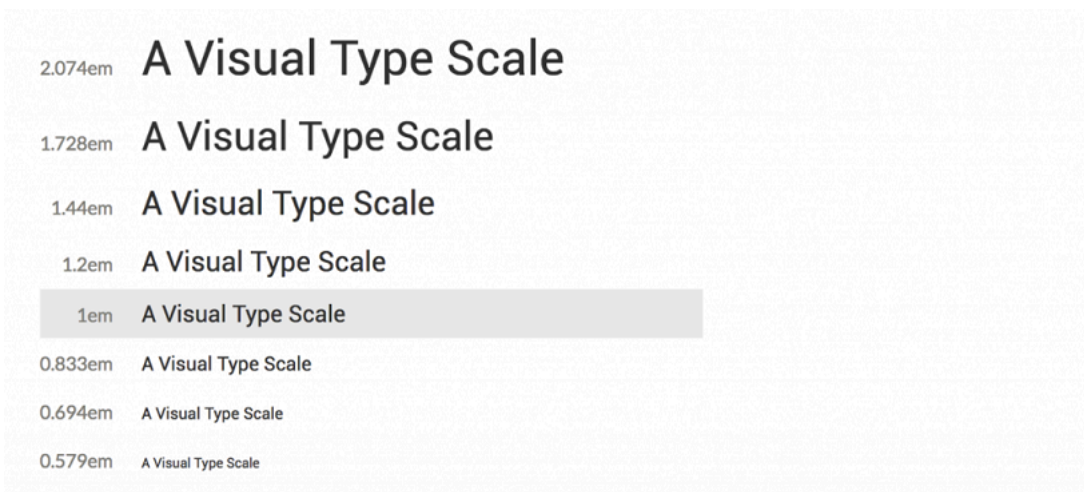 2.074em A Visual Type Scale
1.728em A Visual Type Scale
1.44em A Visual Type Scale
1.2em A Visual Type Scale
1em A Visual Type Scale
0.833em A Visual Type Scale
0.694em A Visual Type Scale
0.579em A Visual Type Scale